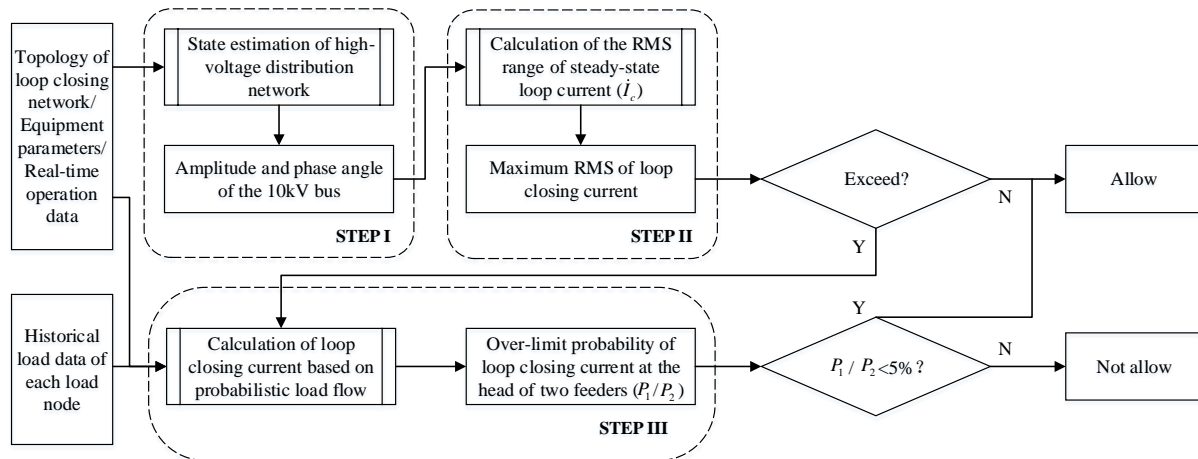 Topology of
loop closing
network/
Equipment
parameters/
Real-time
operation
data
State estimation of high-
voltage distribution
network
Amplitude and phase angle
of the 10kV bus
STEP I
Calculation of the RMS
range of steady-state
loop current (İ_c)
Maximum RMS of loop
closing current
STEP II
Exceed?
N
Y
Allow
Historical
load data of
each load
node
Calculation of loop
closing current based on
probabilistic load flow
Over-limit probability of
loop closing current at the
head of two feeders (P₁/P₂)
STEP III
Y
P₁ / P₂<5% ?
N
Not allow